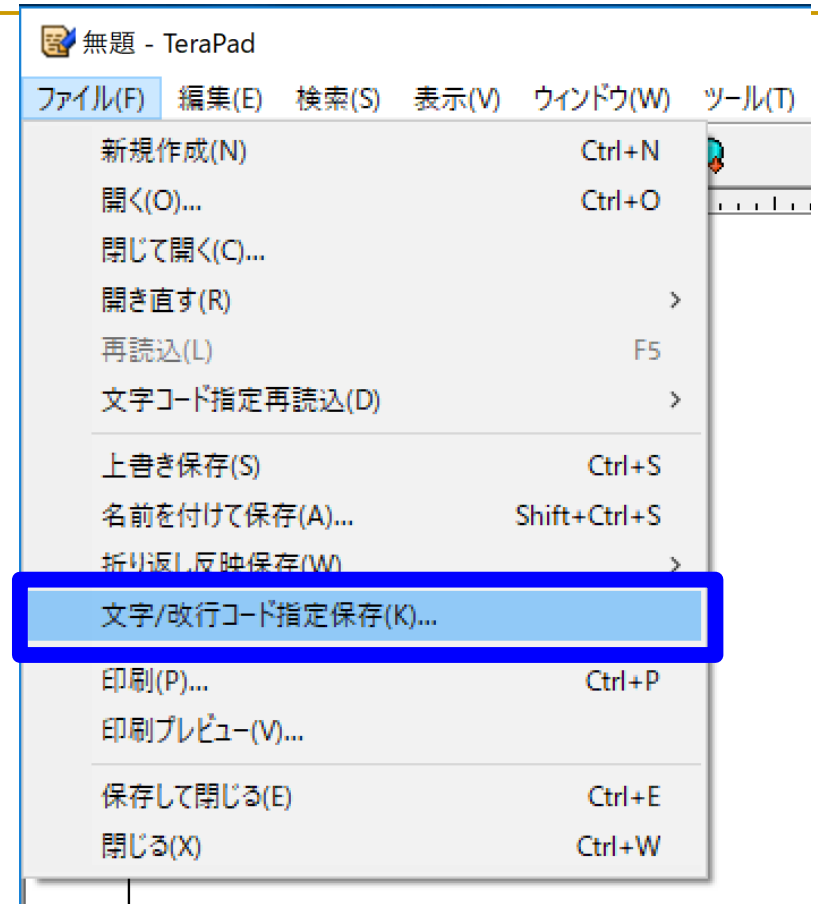 無題 - TeraPad
ファイル(F) 編集(E) 検索(S) 表示(V) ウィンドウ(W) ツール(T)
新規作成(N) Ctrl+N
開く(O)... Ctrl+O
閉じて開く(C)...
開き直す(R) >
再読込(L) F5
文字コード指定再読込(D) >
上書き保存(S) Ctrl+S
名前を付けて保存(A)... Shift+Ctrl+S
折り返し反映保存(W) >
文字/改行コード指定保存(K)...
印刷(P)... Ctrl+P
印刷プレビュー(V)...
保存して閉じる(E) Ctrl+E
閉じる(X) Ctrl+W